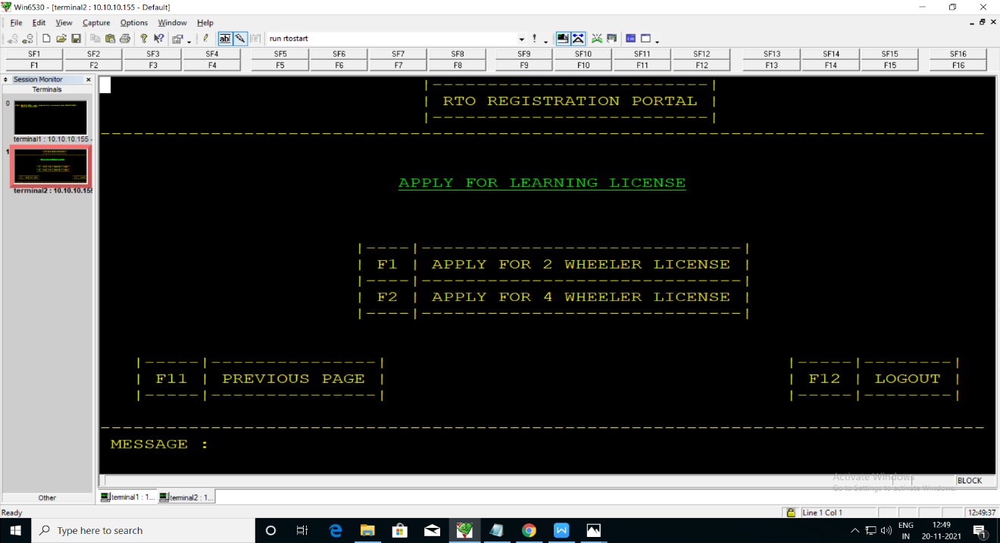 Win6530 - [terminal2 : 10.10.10.155 - Default]
File Edit View Capture Options Window Help
run rtostart
SF1 SF2 SF3 SF4 SF5 SF6 SF7 SF8 SF9 SF10 SF11 SF12 SF13 SF14 SF15 SF16
F1 F2 F3 F4 F5 F6 F7 F8 F9 F10 F11 F12 F13 F14 F15 F16
Session Monitor
Terminals
0
terminal1 : 10.10.10.155 -
1
terminal2 : 10.10.10.155
Other
RTO REGISTRATION PORTAL
APPLY FOR LEARNING LICENSE
F1 APPLY FOR 2 WHEELER LICENSE
F2 APPLY FOR 4 WHEELER LICENSE
F11 PREVIOUS PAGE F12 LOGOUT
MESSAGE :
Activate Windows
Go to Settings to activate Windows.
BLOCK
terminal1 : 1... terminal2 : 1...
Ready Line 1 Col 1 12:49:37
Type here to search
ENG 12:49
IN 20-11-2021
1